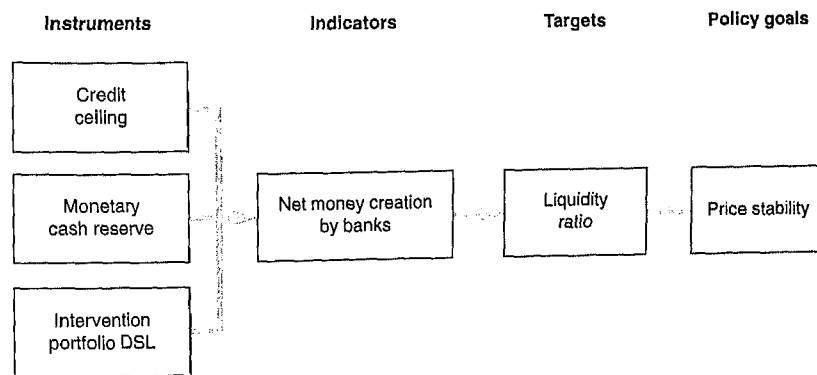 Instruments
Indicators
Targets
Policy goals
Credit
ceiling
Monetary
cash reserve
Intervention
portfolio DSL
Net money creation
by banks
Liquidity
ratio
Price stability